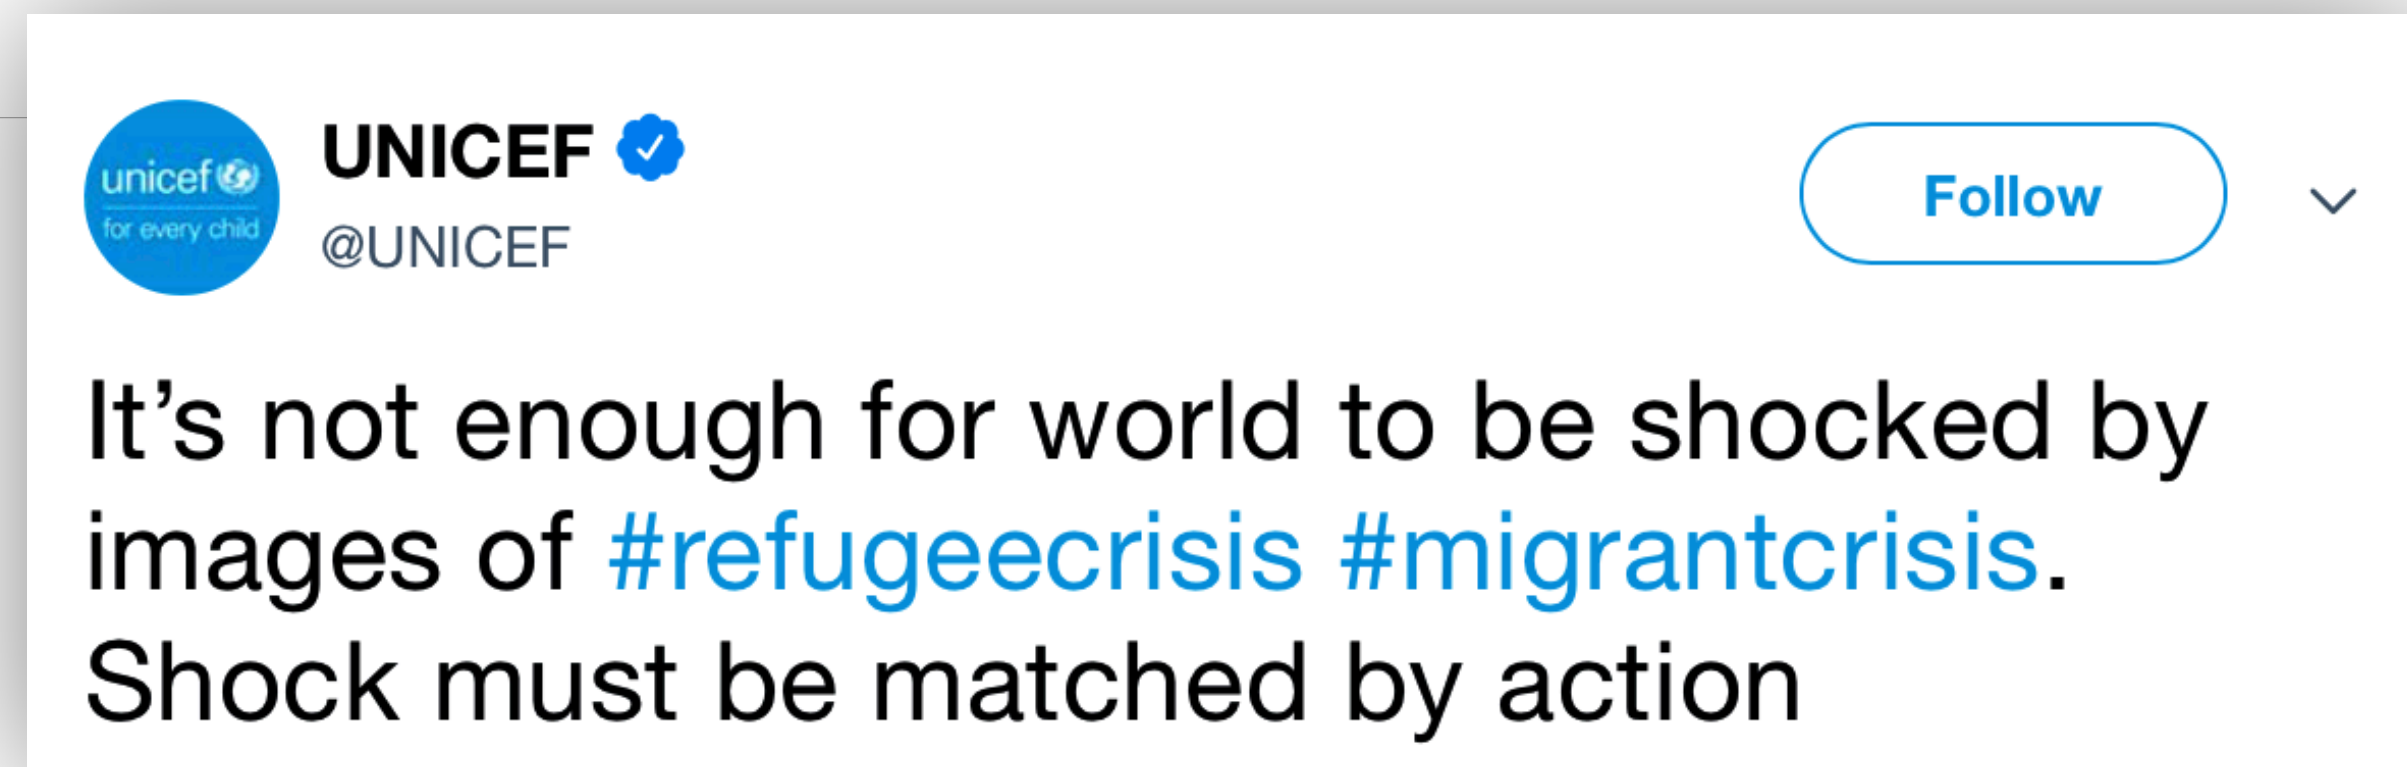 unicef
for every child
UNICEF
@UNICEF
Follow
It’s not enough for world to be shocked by
images of #refugeecrisis #migrantcrisis.
Shock must be matched by action